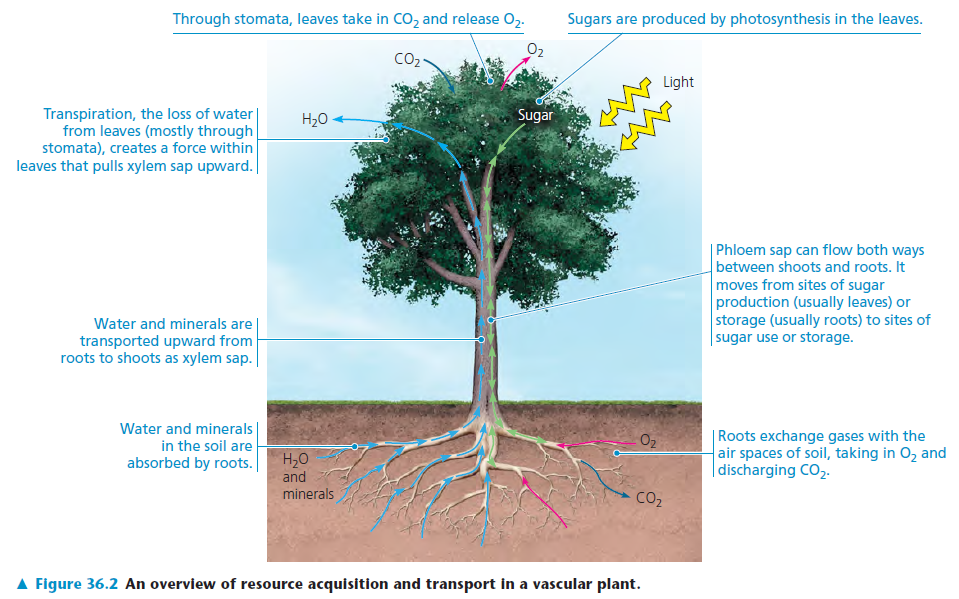 Through stomata, leaves take in CO₂ and release O₂.
Sugars are produced by photosynthesis in the leaves.
CO₂
O₂
Light
H₂O
Sugar
Transpiration, the loss of water
from leaves (mostly through
stomata), creates a force within
leaves that pulls xylem sap upward.
Phloem sap can flow both ways
between shoots and roots. It
moves from sites of sugar
production (usually leaves) or
storage (usually roots) to sites of
sugar use or storage.
Water and minerals are
transported upward from
roots to shoots as xylem sap.
Water and minerals
in the soil are
absorbed by roots.
H₂O
and
minerals
O₂
CO₂
Roots exchange gases with the
air spaces of soil, taking in O₂ and
discharging CO₂.
▲ Figure 36.2 An overview of resource acquisition and transport in a vascular plant.